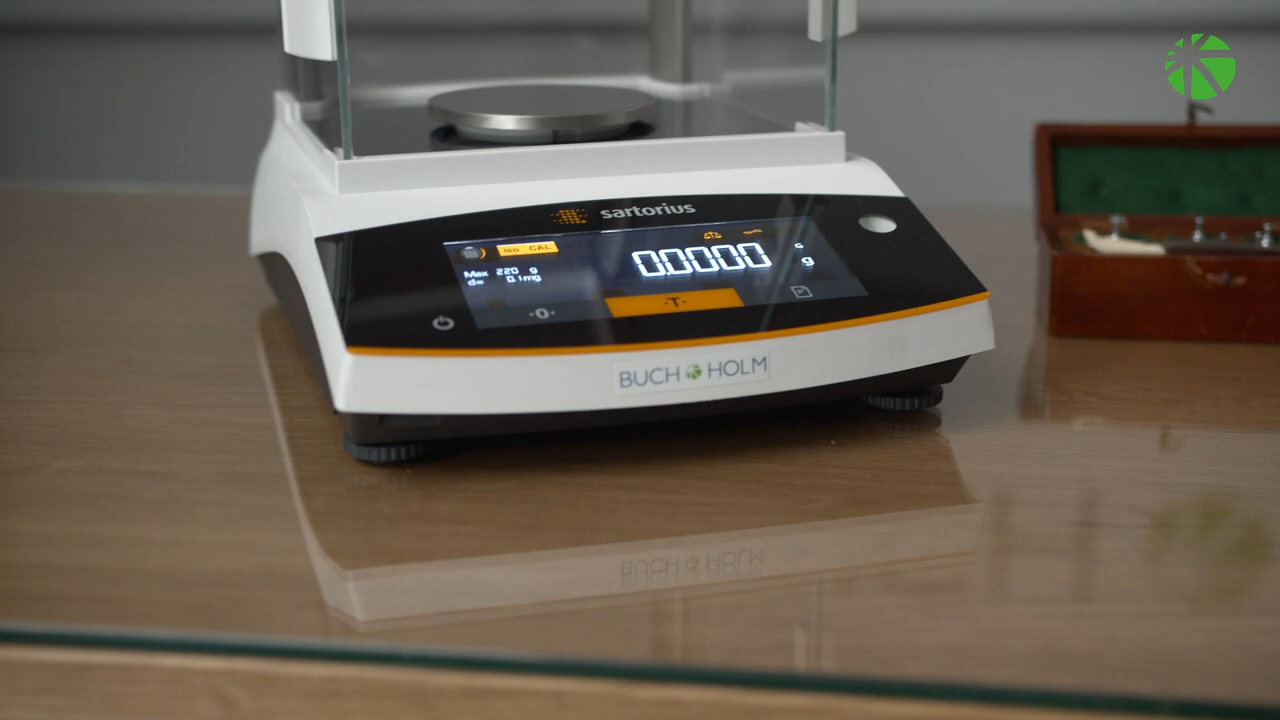 sartorius
iso CAL
Max 220 g
d= 0.1mg
0.0000 g
G
·0·
·T·
BUCH HOLM